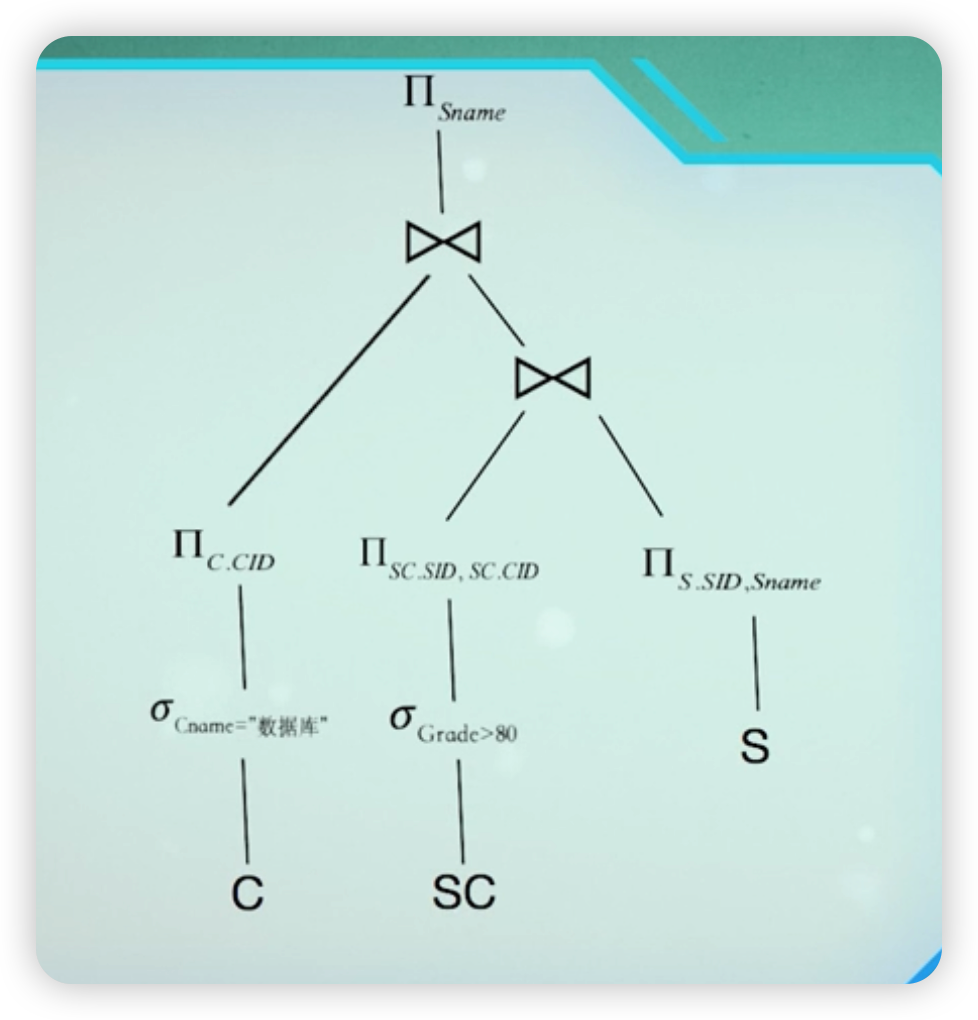 Π Sname
⋈
⋈
Π C.CID
Π SC.SID, SC.CID
Π S.SID,Sname
σ Cname="数据库"
σ Grade>80
S
C
SC